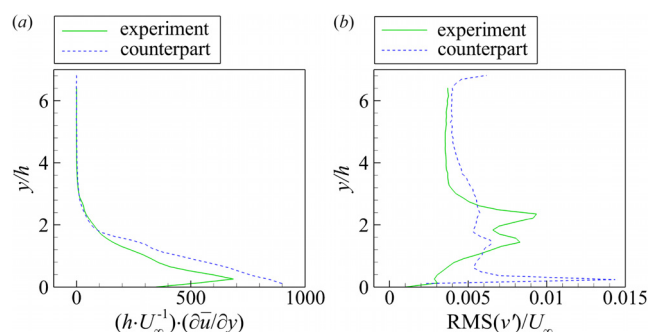 (a)
experiment
counterpart
6
4
2
0
y/h
0
500
1000
(h·U∞⁻¹)·(∂u̅/∂y)
(b)
experiment
counterpart
6
4
2
0
y/h
0
0.005
0.01
0.015
RMS(v′)/U∞